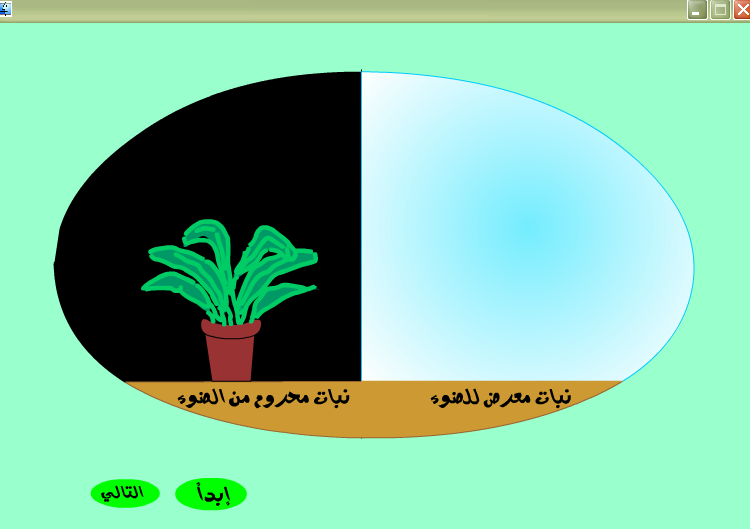 نبات معرض للضوء
نبات محروم من الضوء
إبدأ
التالي